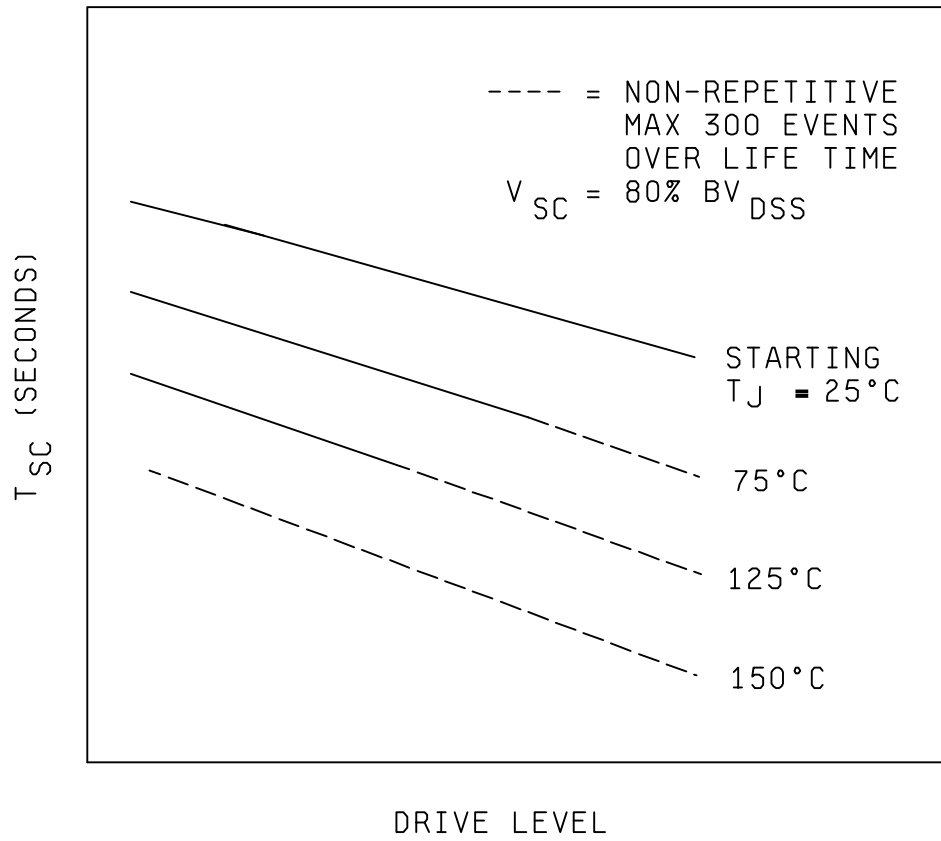 ---- = NON-REPETITIVE
MAX 300 EVENTS
OVER LIFE TIME
V SC = 80% BV DSS
T SC (SECONDS)
STARTING
TJ = 25°C
75°C
125°C
150°C
DRIVE LEVEL